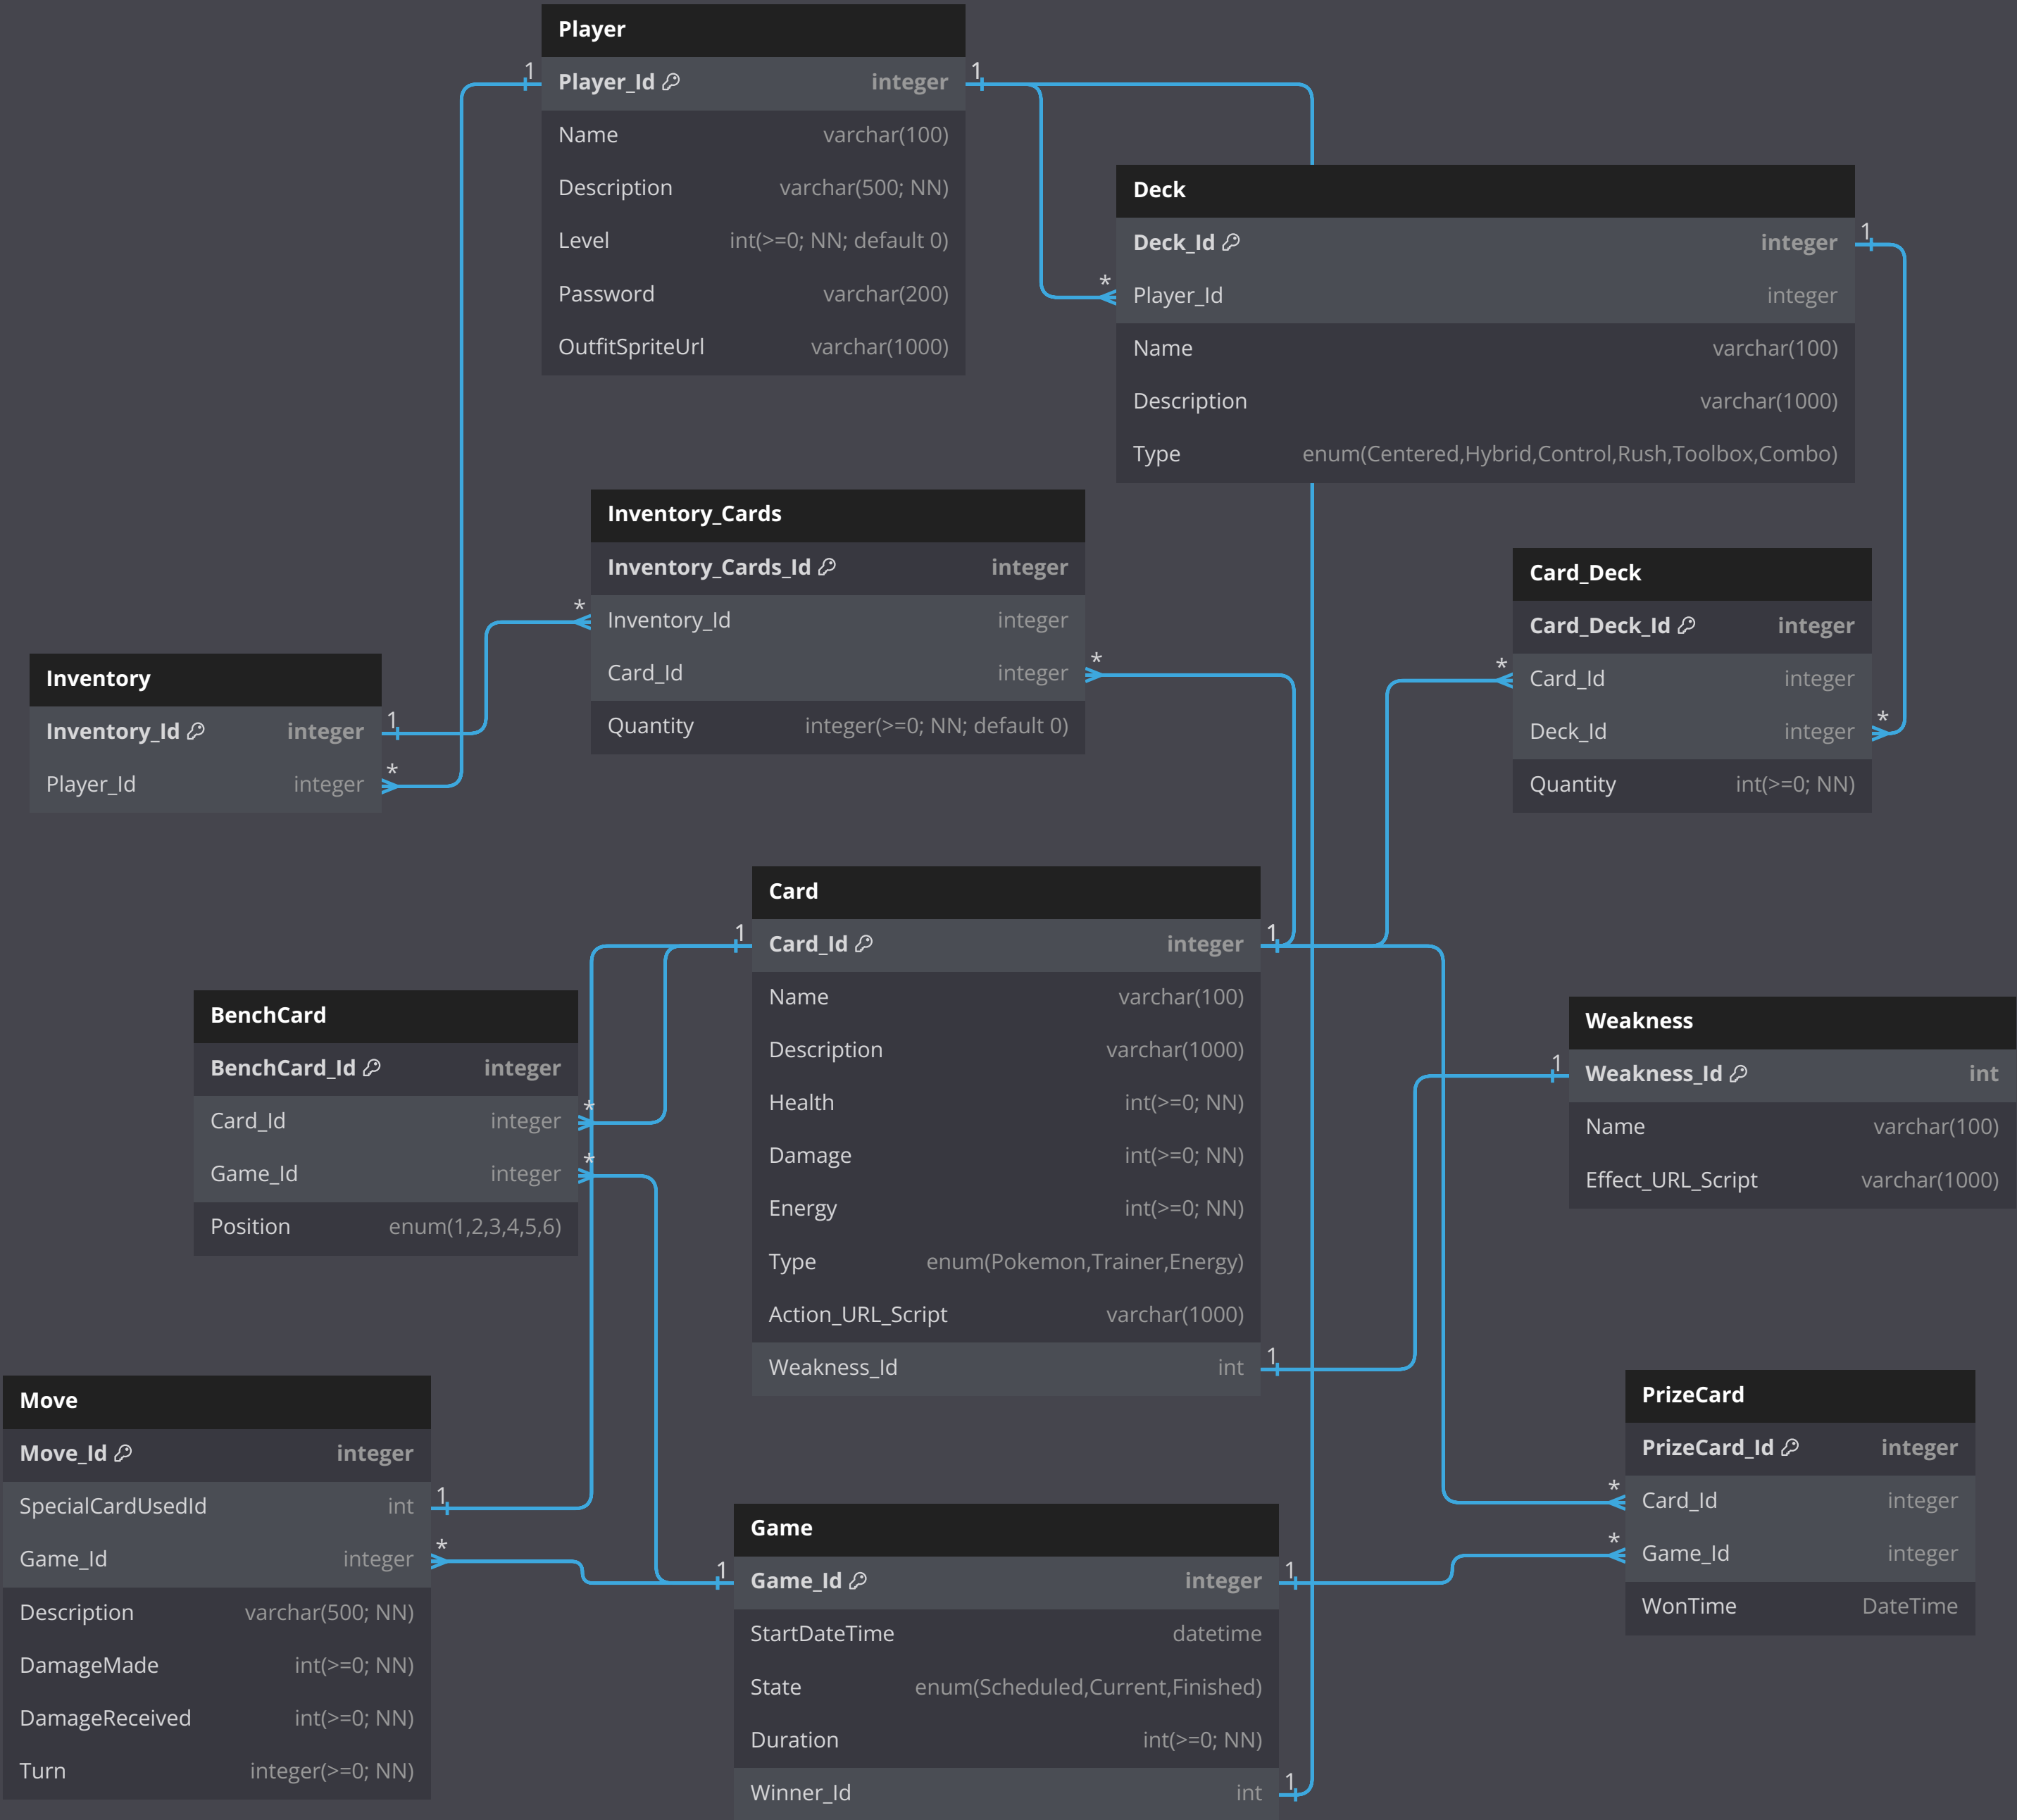 Player
1 Player_Id integer 1
Name varchar(100)
Description varchar(500; NN)
Level int(>=0; NN; default 0)
Password varchar(200)
OutfitSpriteUrl varchar(1000)
Deck
Deck_Id integer 1
* Player_Id integer
Name varchar(100)
Description varchar(1000)
Type enum(Centered,Hybrid,Control,Rush,Toolbox,Combo)
Inventory_Cards
Inventory_Cards_Id integer
* Inventory_Id integer
Card_Id integer *
Quantity integer(>=0; NN; default 0)
Card_Deck
Card_Deck_Id integer
* Card_Id integer
Deck_Id integer *
Quantity int(>=0; NN)
Inventory
Inventory_Id integer 1
Player_Id integer *
Card
1 Card_Id integer 1
Name varchar(100)
Description varchar(1000)
Health int(>=0; NN)
Damage int(>=0; NN)
Energy int(>=0; NN)
Type enum(Pokemon,Trainer,Energy)
Action_URL_Script varchar(1000)
Weakness_Id int 1
BenchCard
BenchCard_Id integer
Card_Id integer *
Game_Id integer *
Position enum(1,2,3,4,5,6)
Weakness
1 Weakness_Id int
Name varchar(100)
Effect_URL_Script varchar(1000)
Move
Move_Id integer
SpecialCardUsedId int 1
Game_Id integer *
Description varchar(500; NN)
DamageMade int(>=0; NN)
DamageReceived int(>=0; NN)
Turn integer(>=0; NN)
Game
1 Game_Id integer 1
StartDateTime datetime
State enum(Scheduled,Current,Finished)
Duration int(>=0; NN)
Winner_Id int 1
PrizeCard
PrizeCard_Id integer
* Card_Id integer
* Game_Id integer
WonTime DateTime